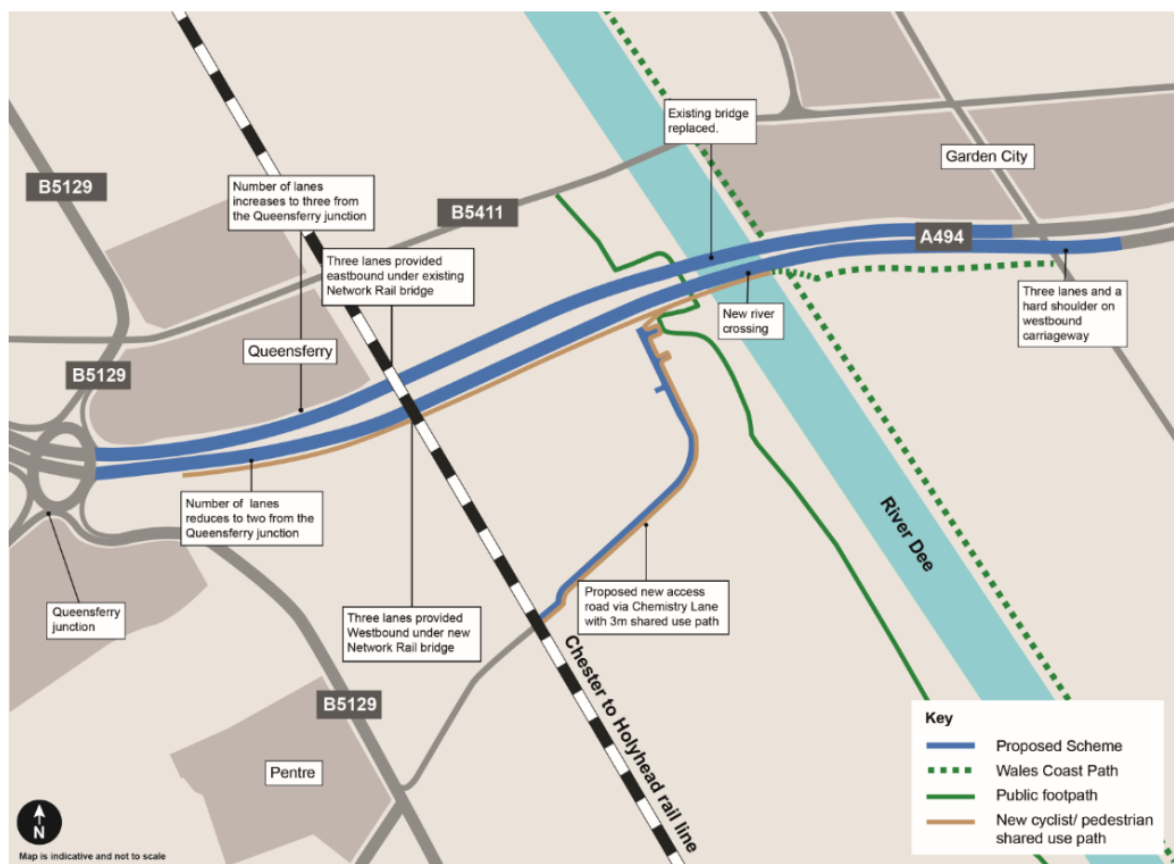 Existing bridge
replaced.
Garden City
B5129
Number of lanes
increases to three from
the Queensferry junction
B5411
A494
Three lanes provided
eastbound under existing
Network Rail bridge
New river
crossing
Three lanes and a
hard shoulder on
westbound
carriageway
Queensferry
B5129
Number of  lanes
reduces to two from the
Queensferry junction
River Dee
Queensferry
junction
Three lanes provided
Westbound under new
Network Rail bridge
Proposed new access
road via Chemistry Lane
with 3m shared use path
Chester to Holyhead rail line
B5129
Pentre
Key
Proposed Scheme
Wales Coast Path
Public footpath
New cyclist/ pedestrian
shared use path
N
Map is indicative and not to scale